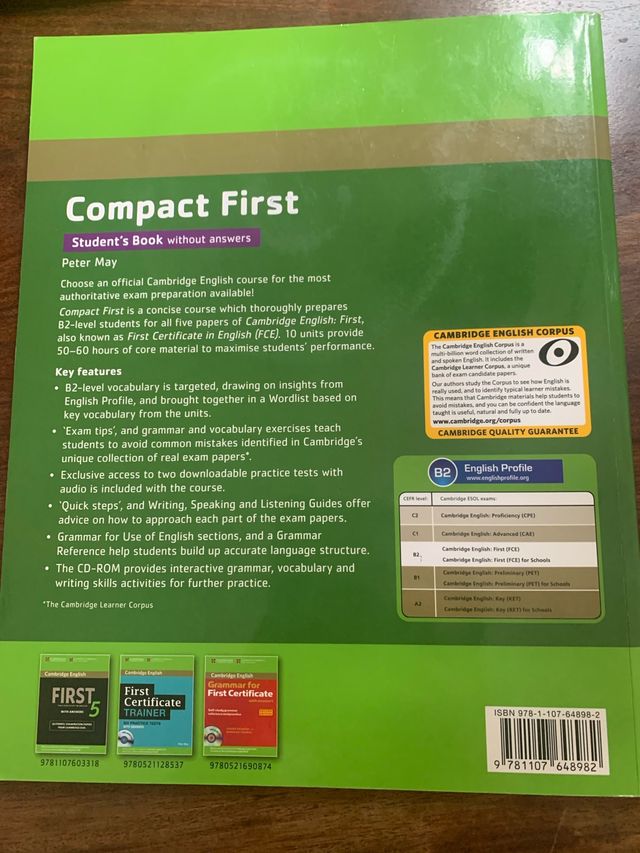 Compact First
Student's Book without answers
Peter May
Choose an official Cambridge English course for the most
authoritative exam preparation available!
Compact First is a concise course which thoroughly prepares
B2-level students for all five papers of Cambridge English: First,
also known as First Certificate in English (FCE). 10 units provide
50–60 hours of core material to maximise students' performance.
Key features
• B2-level vocabulary is targeted, drawing on insights from
English Profile, and brought together in a Wordlist based on
key vocabulary from the units.
• 'Exam tips', and grammar and vocabulary exercises teach
students to avoid common mistakes identified in Cambridge's
unique collection of real exam papers*.
• Exclusive access to two downloadable practice tests with
audio is included with the course.
• 'Quick steps', and Writing, Speaking and Listening Guides offer
advice on how to approach each part of the exam papers.
• Grammar for Use of English sections, and a Grammar
Reference help students build up accurate language structure.
• The CD-ROM provides interactive grammar, vocabulary and
writing skills activities for further practice.
*The Cambridge Learner Corpus
CAMBRIDGE ENGLISH CORPUS
The Cambridge English Corpus is a
multi-billion word collection of written
and spoken English. It includes the
Cambridge Learner Corpus, a unique
bank of exam candidate papers.
Our authors study the Corpus to see how English is
really used, and to identify typical learner mistakes.
This means that Cambridge materials help students to
avoid mistakes, and you can be confident the language
taught is useful, natural and fully up to date.
www.cambridge.org/corpus
CAMBRIDGE QUALITY GUARANTEE
B2 English Profile
www.englishprofile.org
CEFR level: Cambridge ESOL exams:
C2 Cambridge English: Proficiency (CPE)
C1 Cambridge English: Advanced (CAE)
B2 Cambridge English: First (FCE)
Cambridge English: First (FCE) for Schools
B1 Cambridge English: Preliminary (PET)
Cambridge English: Preliminary (PET) for Schools
A2 Cambridge English: Key (KET)
Cambridge English: Key (KET) for Schools
Cambridge English
FIRST 5
WITH ANSWERS
9781107603318
Cambridge English
First
Certificate
TRAINER
SIX PRACTICE TESTS
Peter May
9780521128537
Cambridge English
Grammar for
First Certificate
with answers
9780521690874
ISBN 978-1-107-64898-2
9 781107 648982